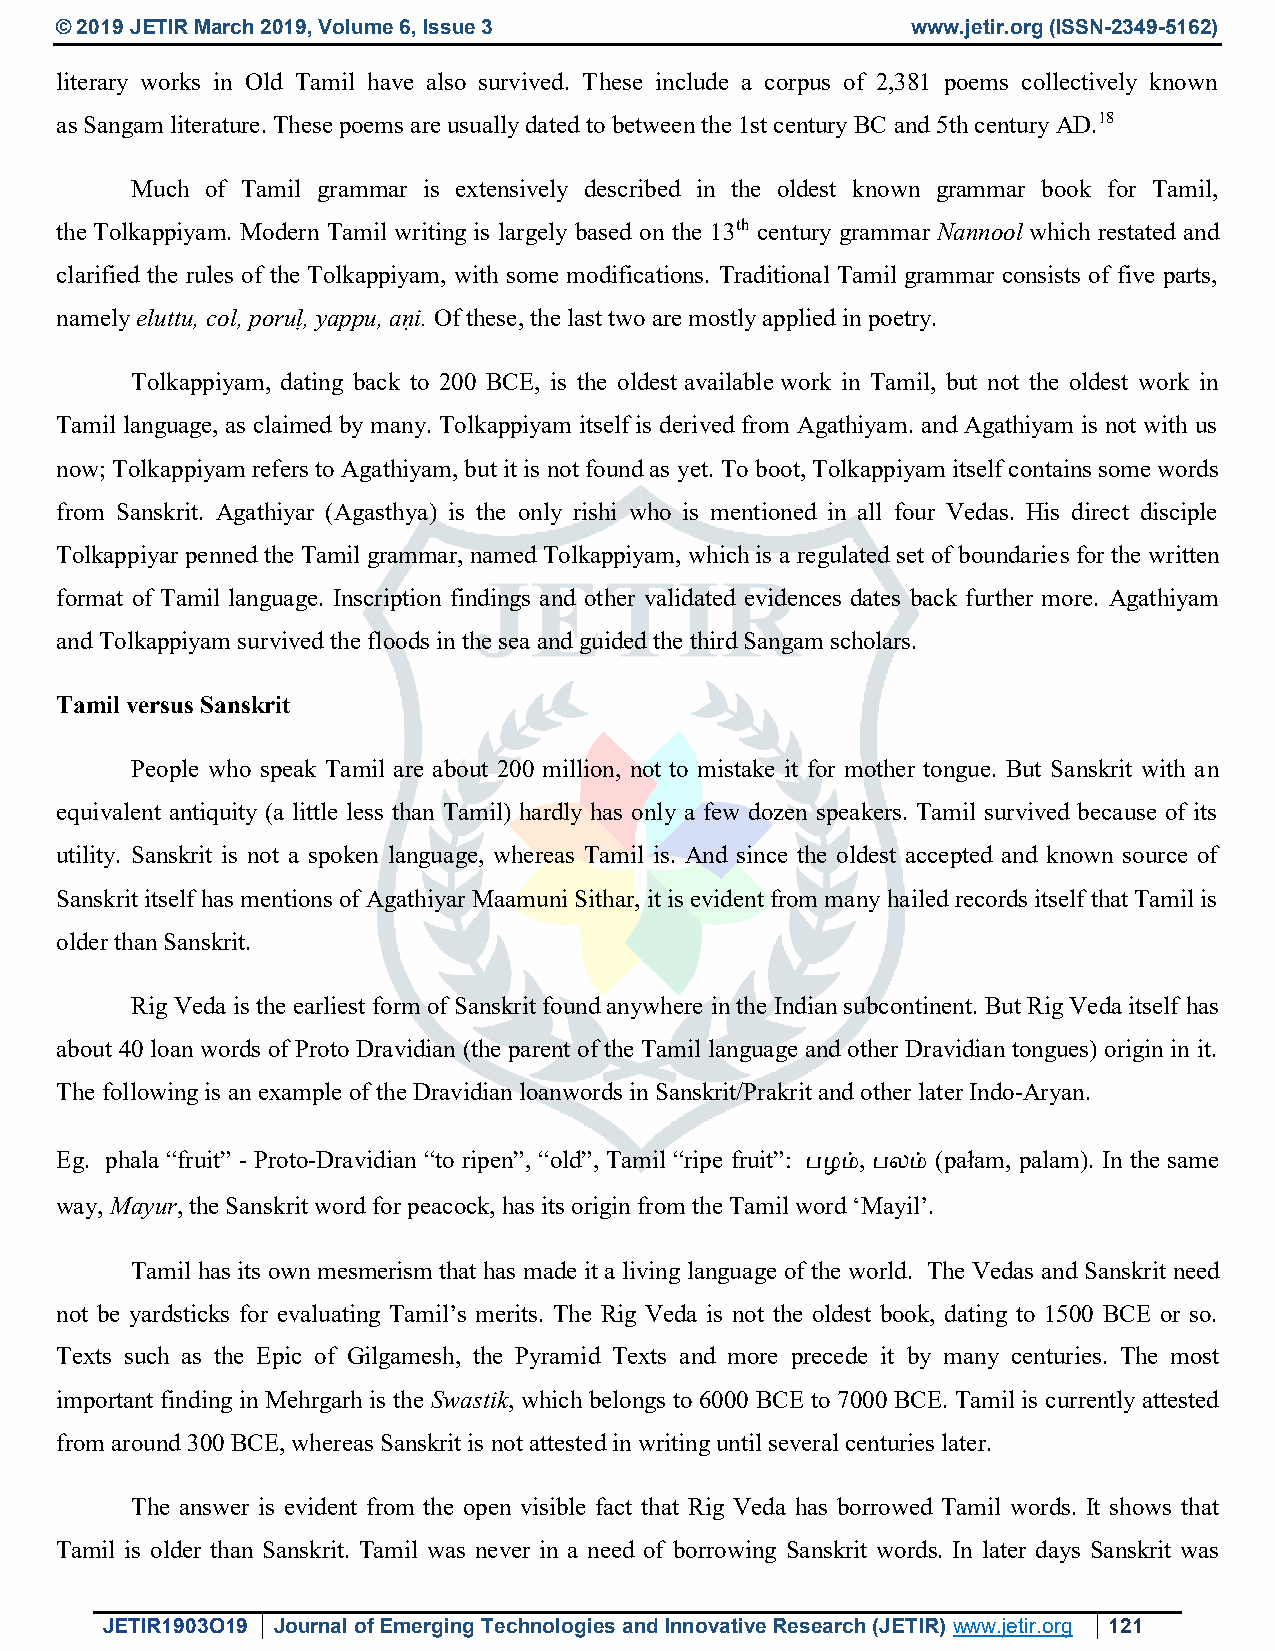 © 2019 JETIR March 2019, Volume 6, Issue 3 www.jetir.org (ISSN-2349-5162)
literary works in Old Tamil have also survived. These include a corpus of 2,381 poems collectively known
as Sangam literature. These poems are usually dated to between the 1st century BC and 5th century AD.18
Much of Tamil grammar is extensively described in the oldest known grammar book for Tamil,
the Tolkappiyam. Modern Tamil writing is largely based on the 13th century grammar Nannool which restated and
clarified the rules of the Tolkappiyam, with some modifications. Traditional Tamil grammar consists of five parts,
namely eluttu, col, poruḷ, yappu, aṇi. Of these, the last two are mostly applied in poetry.
Tolkappiyam, dating back to 200 BCE, is the oldest available work in Tamil, but not the oldest work in
Tamil language, as claimed by many. Tolkappiyam itself is derived from Agathiyam. and Agathiyam is not with us
now; Tolkappiyam refers to Agathiyam, but it is not found as yet. To boot, Tolkappiyam itself contains some words
from Sanskrit. Agathiyar (Agasthya) is the only rishi who is mentioned in all four Vedas. His direct disciple
Tolkappiyar penned the Tamil grammar, named Tolkappiyam, which is a regulated set of boundaries for the written
format of Tamil language. Inscription findings and other validated evidences dates back further more. Agathiyam
and Tolkappiyam survived the floods in the sea and guided the third Sangam scholars.
JETIR
Tamil versus Sanskrit
People who speak Tamil are about 200 million, not to mistake it for mother tongue. But Sanskrit with an
equivalent antiquity (a little less than Tamil) hardly has only a few dozen speakers. Tamil survived because of its
utility. Sanskrit is not a spoken language, whereas Tamil is. And since the oldest accepted and known source of
Sanskrit itself has mentions of Agathiyar Maamuni Sithar, it is evident from many hailed records itself that Tamil is
older than Sanskrit.
Rig Veda is the earliest form of Sanskrit found anywhere in the Indian subcontinent. But Rig Veda itself has
about 40 loan words of Proto Dravidian (the parent of the Tamil language and other Dravidian tongues) origin in it.
The following is an example of the Dravidian loanwords in Sanskrit/Prakrit and other later Indo-Aryan.
Eg. phala “fruit” - Proto-Dravidian “to ripen”, “old”, Tamil “ripe fruit”: பழம், பலம் (pałam, palam). In the same
way, Mayur, the Sanskrit word for peacock, has its origin from the Tamil word ‘Mayil’.
Tamil has its own mesmerism that has made it a living language of the world. The Vedas and Sanskrit need
not be yardsticks for evaluating Tamil’s merits. The Rig Veda is not the oldest book, dating to 1500 BCE or so.
Texts such as the Epic of Gilgamesh, the Pyramid Texts and more precede it by many centuries. The most
important finding in Mehrgarh is the Swastik, which belongs to 6000 BCE to 7000 BCE. Tamil is currently attested
from around 300 BCE, whereas Sanskrit is not attested in writing until several centuries later.
The answer is evident from the open visible fact that Rig Veda has borrowed Tamil words. It shows that
Tamil is older than Sanskrit. Tamil was never in a need of borrowing Sanskrit words. In later days Sanskrit was
JETIR1903O19 Journal of Emerging Technologies and Innovative Research (JETIR) www.jetir.org 121